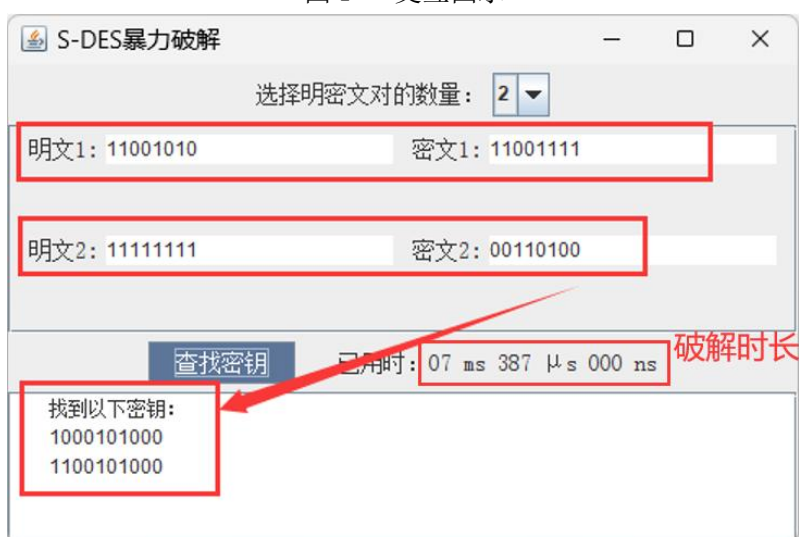 S-DES暴力破解
选择明密文对的数量： 2
明文1: 11001010 密文1: 11001111
明文2: 11111111 密文2: 00110100
查找密钥 已用时: 07 ms 387 μs 000 ns 破解时长
找到以下密钥:
1000101000
1100101000